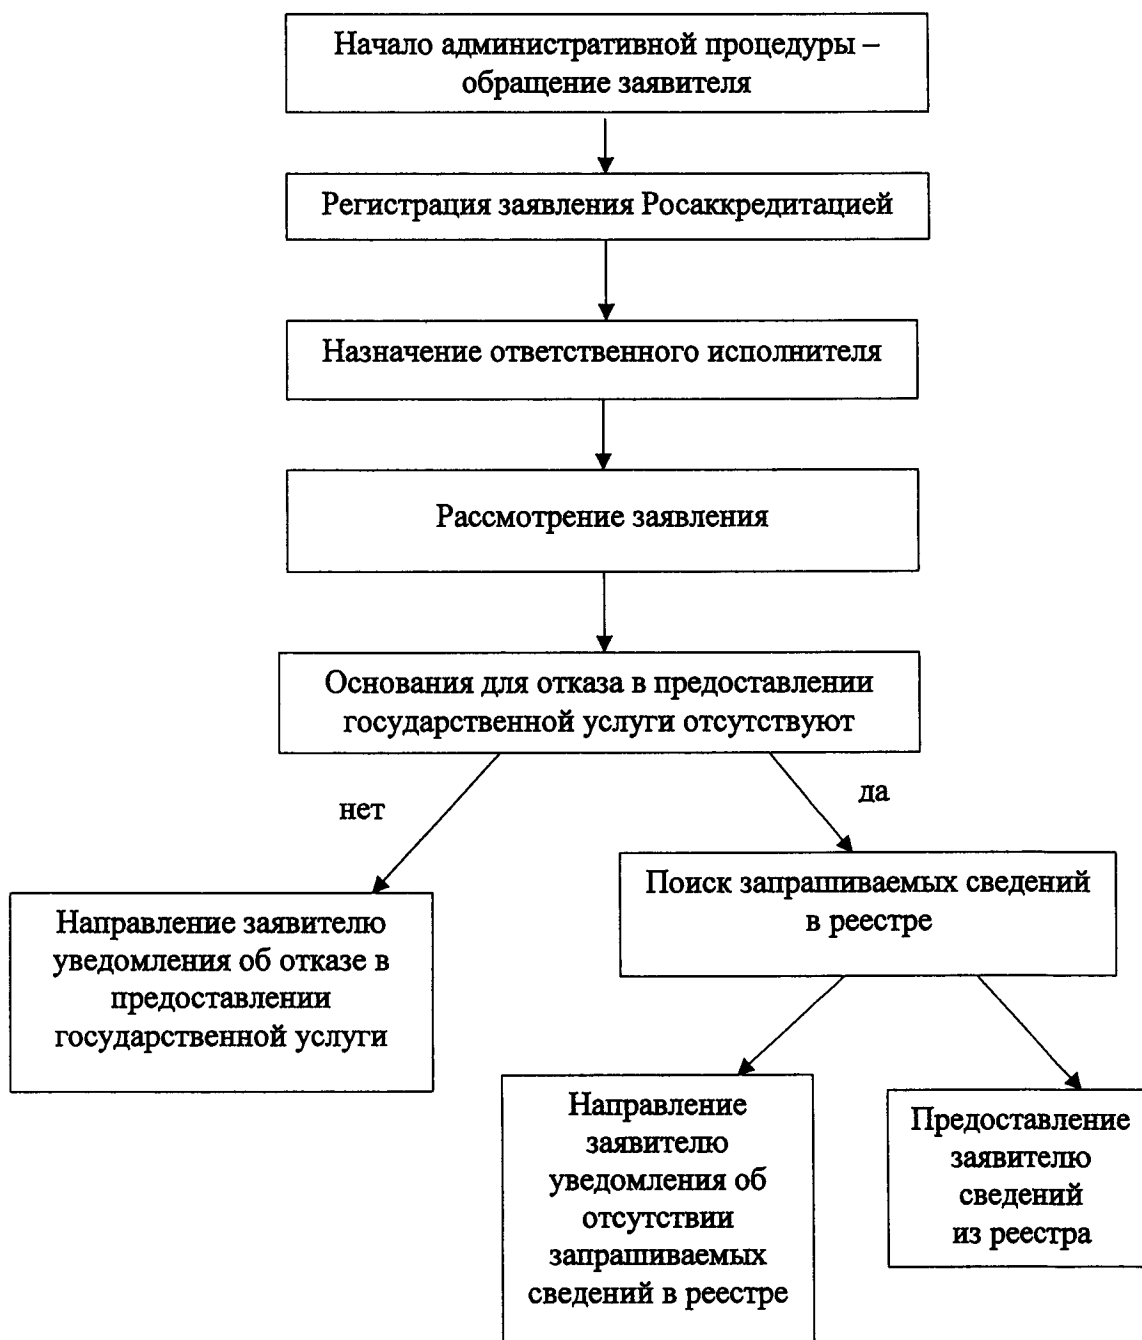 Начало административной процедуры –
обращение заявителя
Регистрация заявления Росаккредитацией
Назначение ответственного исполнителя
Рассмотрение заявления
Основания для отказа в предоставлении
государственной услуги отсутствуют
нет
да
Направление заявителю
уведомления об отказе в
предоставлении
государственной услуги
Поиск запрашиваемых сведений
в реестре
Направление
заявителю
уведомления об
отсутствии
запрашиваемых
сведений в реестре
Предоставление
заявителю
сведений
из реестра